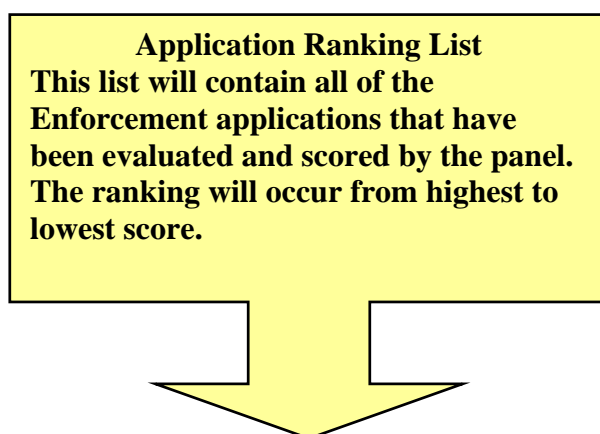 Application Ranking List
This list will contain all of the
Enforcement applications that have
been evaluated and scored by the panel.
The ranking will occur from highest to
lowest score.